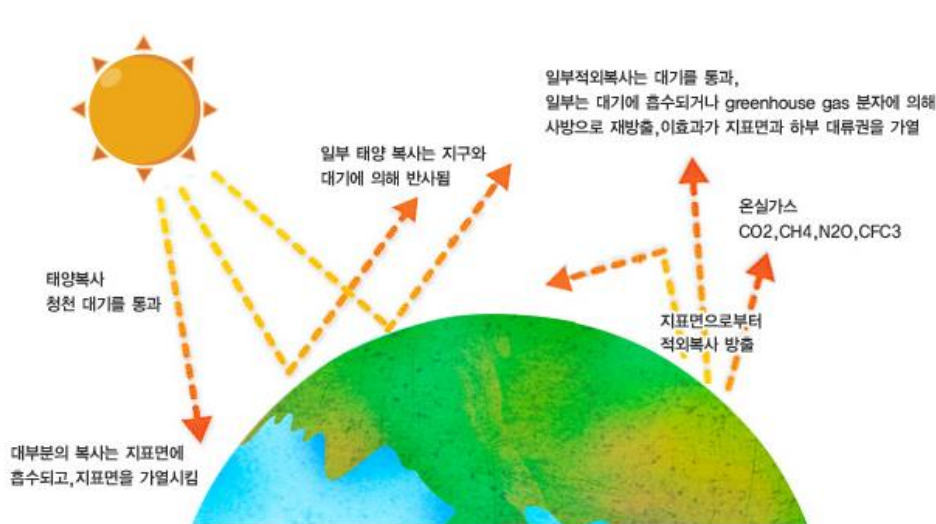 일부적외복사는 대기를 통과,
일부는 대기에 흡수되거나 greenhouse gas 분자에 의해
사방으로 재방출,이효과가 지표면과 하부 대류권을 가열
일부 태양 복사는 지구와
대기에 의해 반사됨
온실가스
CO2,CH4,N2O,CFC3
태양복사
청천 대기를 통과
지표면으로부터
적외복사 방출
대부분의 복사는 지표면에
흡수되고,지표면을 가열시킴